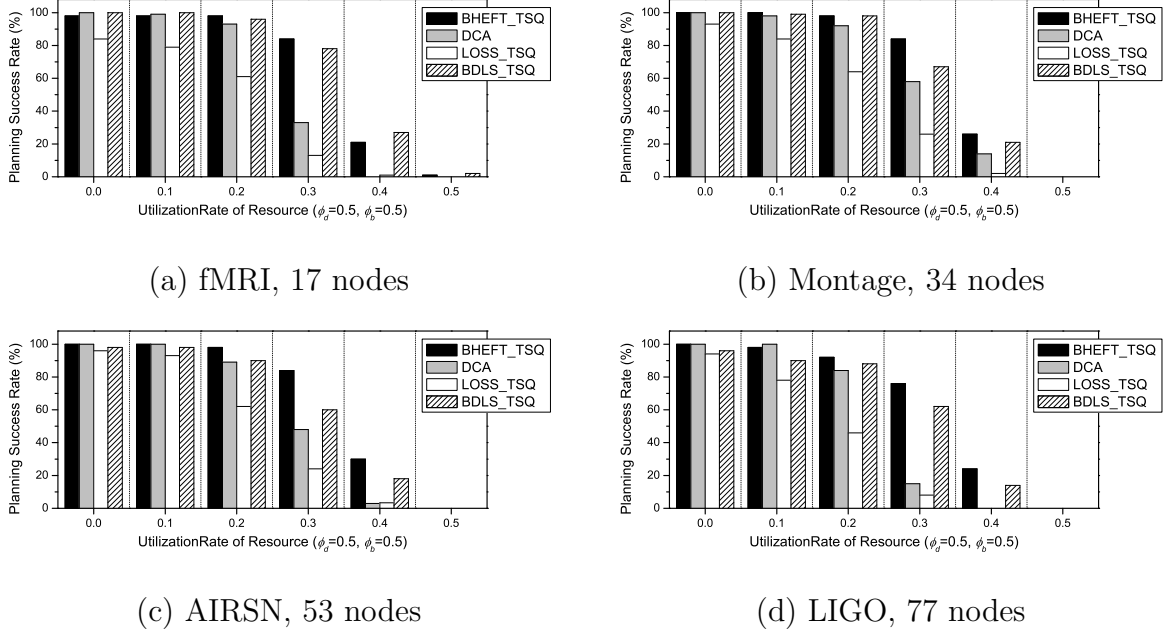 Planning Success Rate (%)
100
80
60
40
20
0
BHEFT_TSQ
DCA
LOSS_TSQ
BDLS_TSQ
0.0 0.1 0.2 0.3 0.4 0.5
UtilizationRate of Resource (ϕd=0.5, ϕb=0.5)
(a) fMRI, 17 nodes
Planning Success Rate (%)
100
80
60
40
20
0
BHEFT_TSQ
DCA
LOSS_TSQ
BDLS_TSQ
0.0 0.1 0.2 0.3 0.4 0.5
UtilizationRate of Resource (ϕd=0.5, ϕb=0.5)
(b) Montage, 34 nodes
Planning Success Rate (%)
100
80
60
40
20
0
BHEFT_TSQ
DCA
LOSS_TSQ
BDLS_TSQ
0.0 0.1 0.2 0.3 0.4 0.5
UtilizationRate of Resource (ϕd=0.5, ϕb=0.5)
(c) AIRSN, 53 nodes
Planning Success Rate (%)
100
80
60
40
20
0
BHEFT_TSQ
DCA
LOSS_TSQ
BDLS_TSQ
0.0 0.1 0.2 0.3 0.4 0.5
UtilizationRate of Resource (ϕd=0.5, ϕb=0.5)
(d) LIGO, 77 nodes